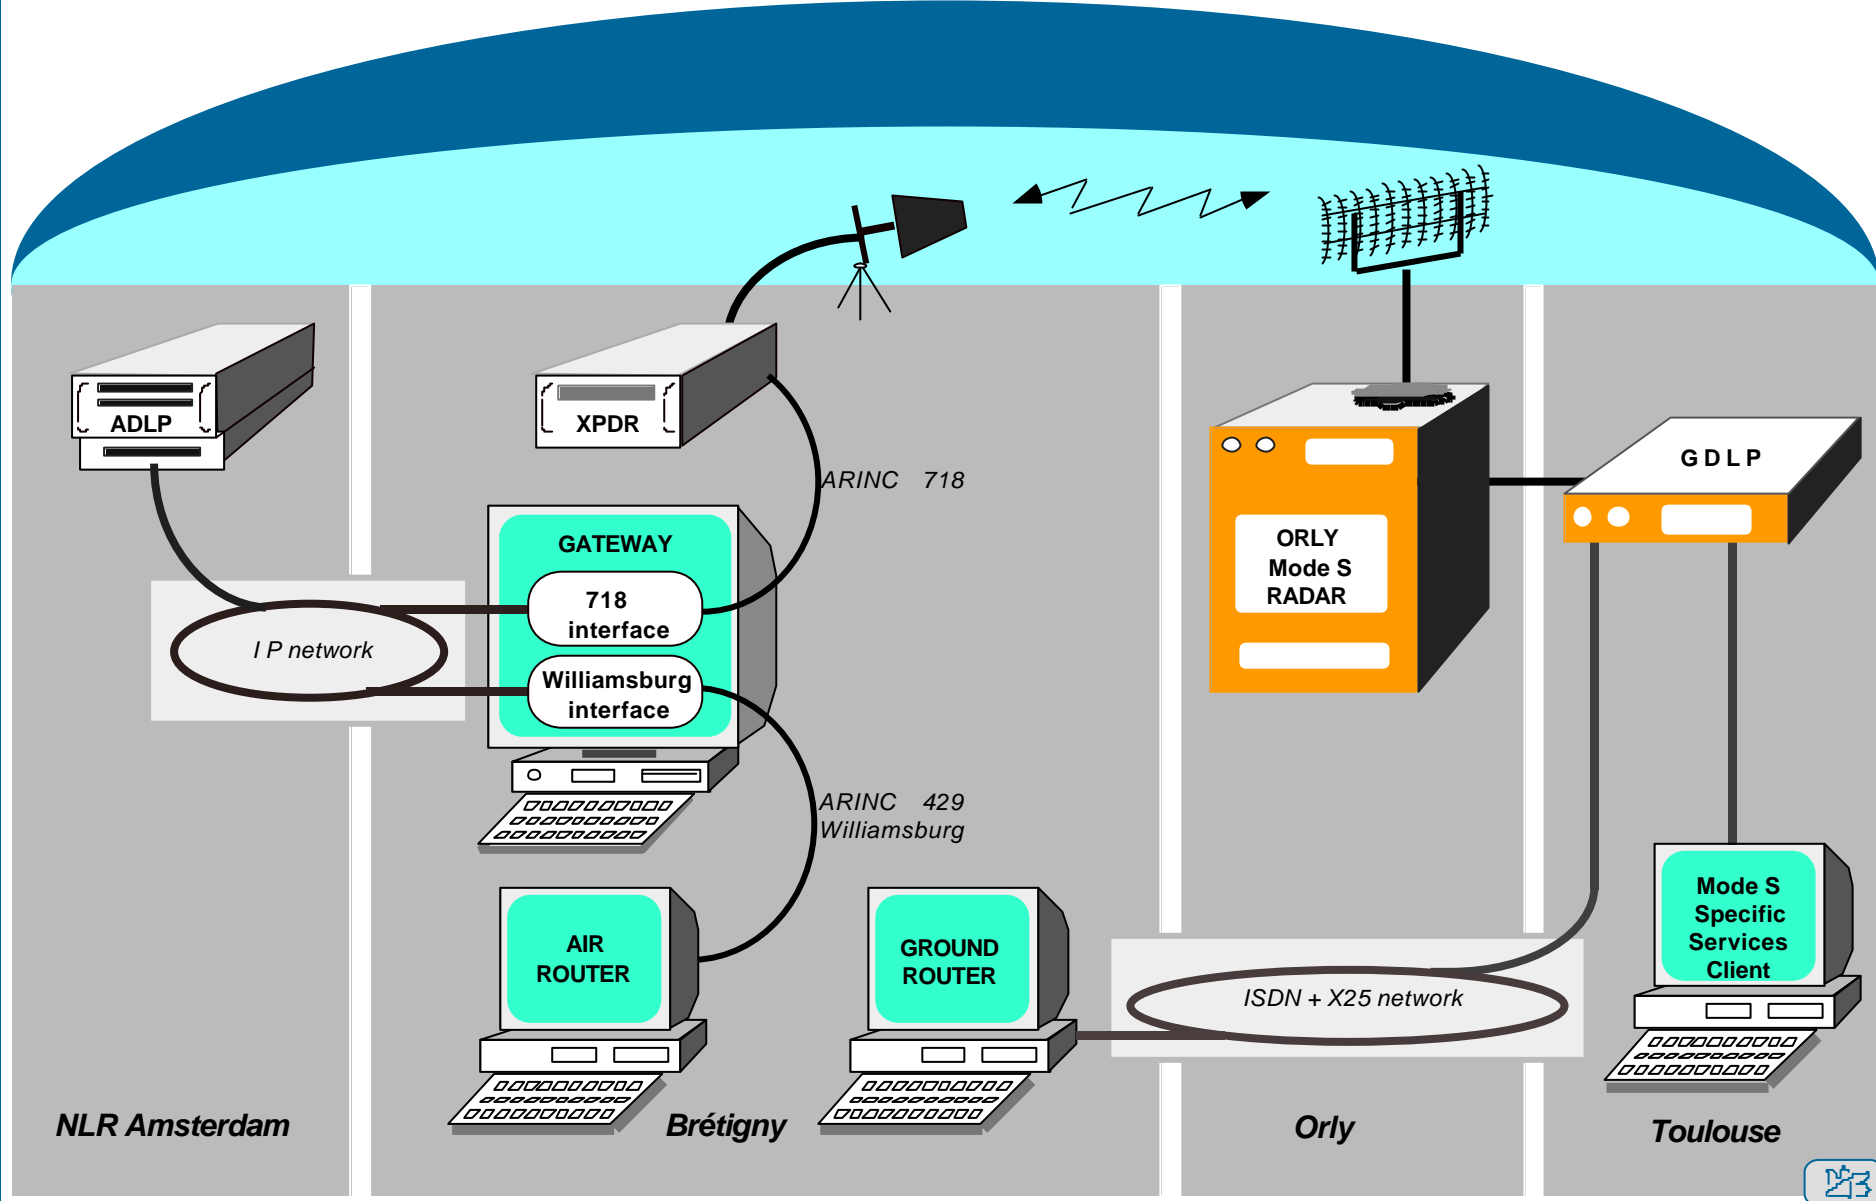 ADLP
XPDR
ARINC 718
GATEWAY
718
interface
I P network
Williamsburg
interface
ARINC 429
Williamsburg
AIR
ROUTER
GROUND
ROUTER
ORLY
Mode S
RADAR
G D L P
ISDN + X25 network
Mode S
Specific
Services
Client
NLR Amsterdam
Brétigny
Orly
Toulouse